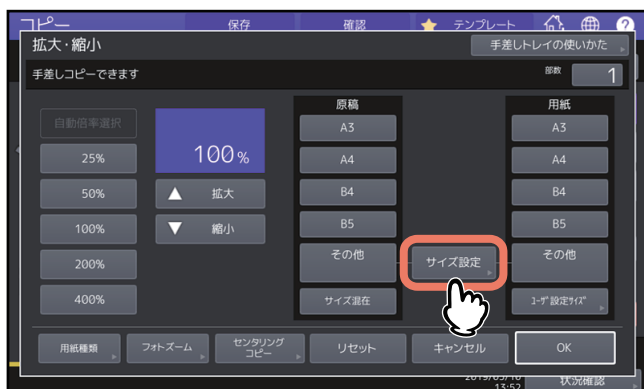 コピー 保存 確認 テンプレート ?
拡大・縮小 手差しトレイの使いかた
手差しコピーできます 部数 1
原稿 用紙
自動倍率選択 A3 A3
25% 100% A4 A4
50% 拡大 B4 B4
100% 縮小 B5 B5
200% その他 サイズ設定 その他
400% サイズ混在 ユーザ設定サイズ
用紙種類 フォトズーム センタリング リセット キャンセル OK
コピー
状況確認
13:52